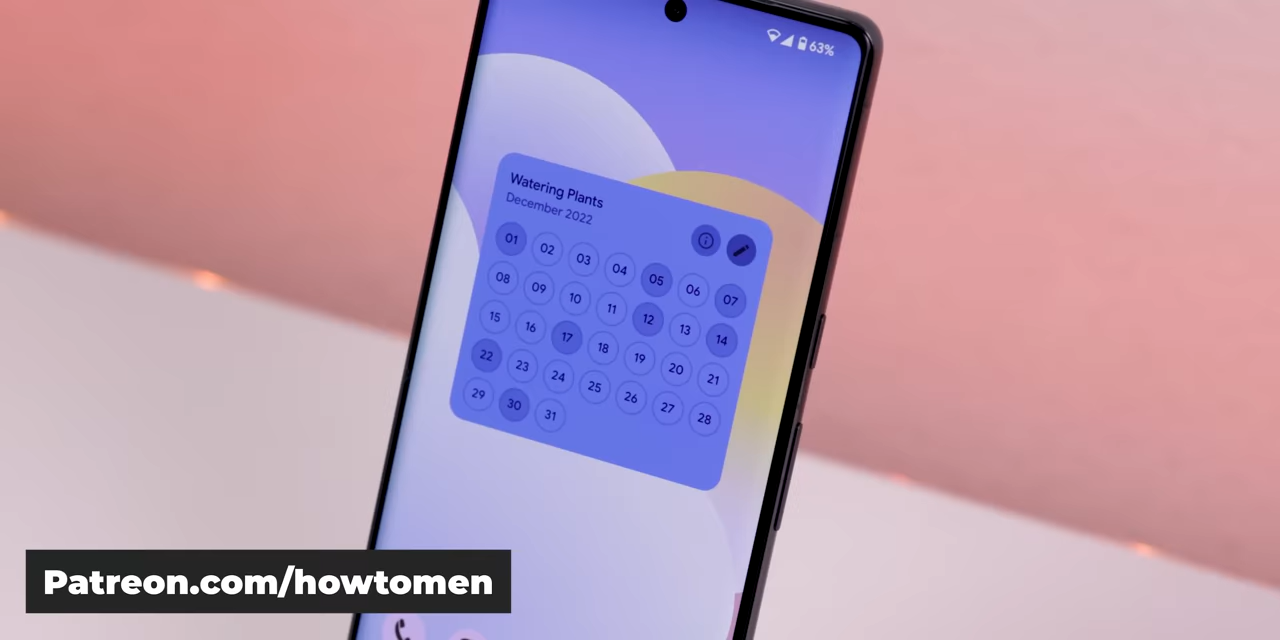 63%
Watering Plants
December 2022
01 02 03 04 05 06 07
08 09 10 11 12 13 14
15 16 17 18 19 20 21
22 23 24 25 26 27 28
29 30 31
Patreon.com/howtomen